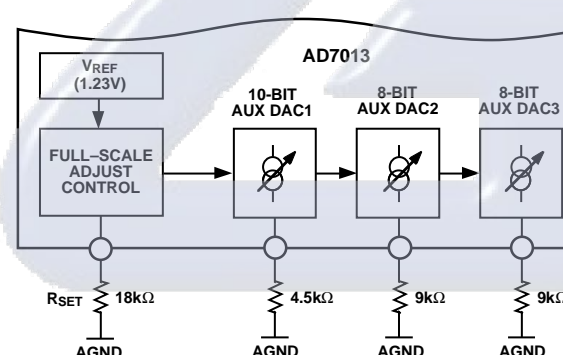 AD7013
VREF
(1.23V)
10-BIT
AUX DAC1
8-BIT
AUX DAC2
8-BIT
AUX DAC3
FULL–SCALE
ADJUST
CONTROL
RSET
18kΩ
4.5kΩ
9kΩ
9kΩ
AGND
AGND
AGND
AGND